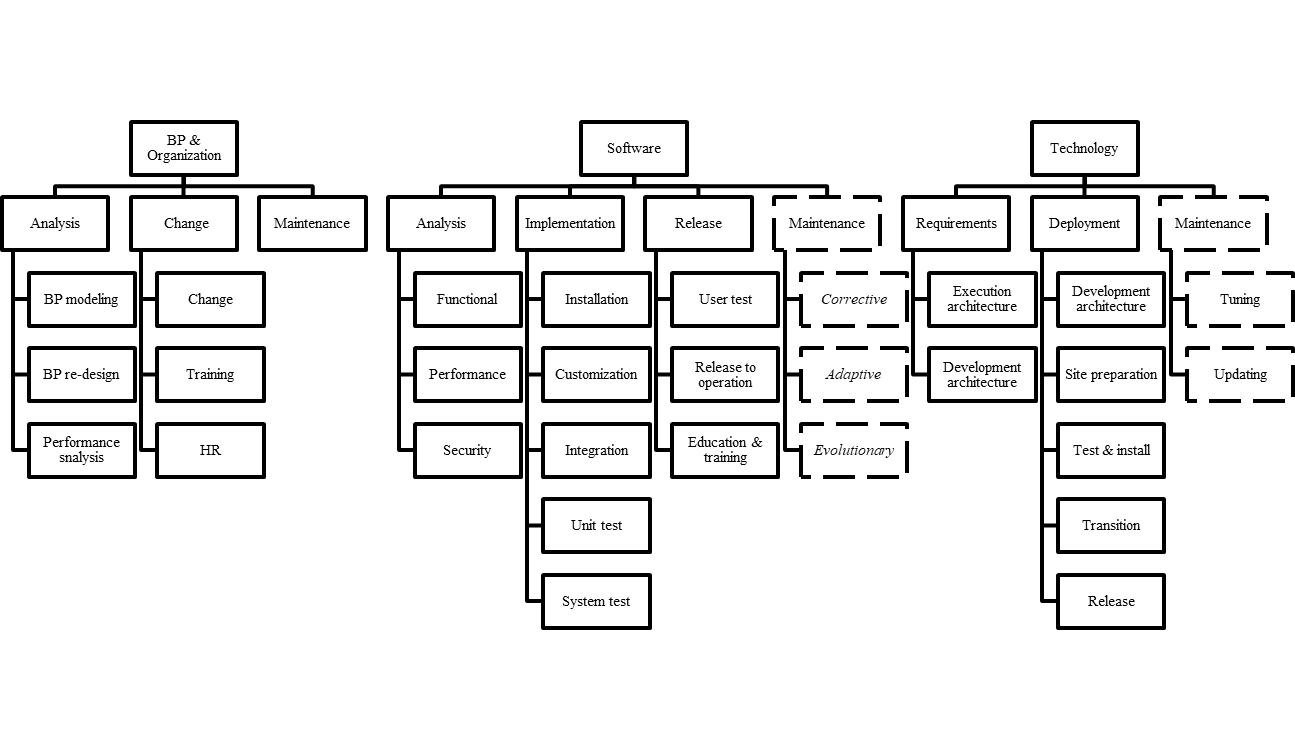 BP &
Organization
Software
Technology
Analysis
Change
Maintenance
Analysis
Implementation
Release
Maintenance
Requirements
Deployment
Maintenance
BP modeling
Change
Functional
Installation
User test
Corrective
Execution
architecture
Development
architecture
Tuning
BP re-design
Training
Performance
Customization
Release to
operation
Adaptive
Development
architecture
Site preparation
Updating
Performance
snalysis
HR
Security
Integration
Education &
training
Evolutionary
Test & install
Unit test
Transition
System test
Release